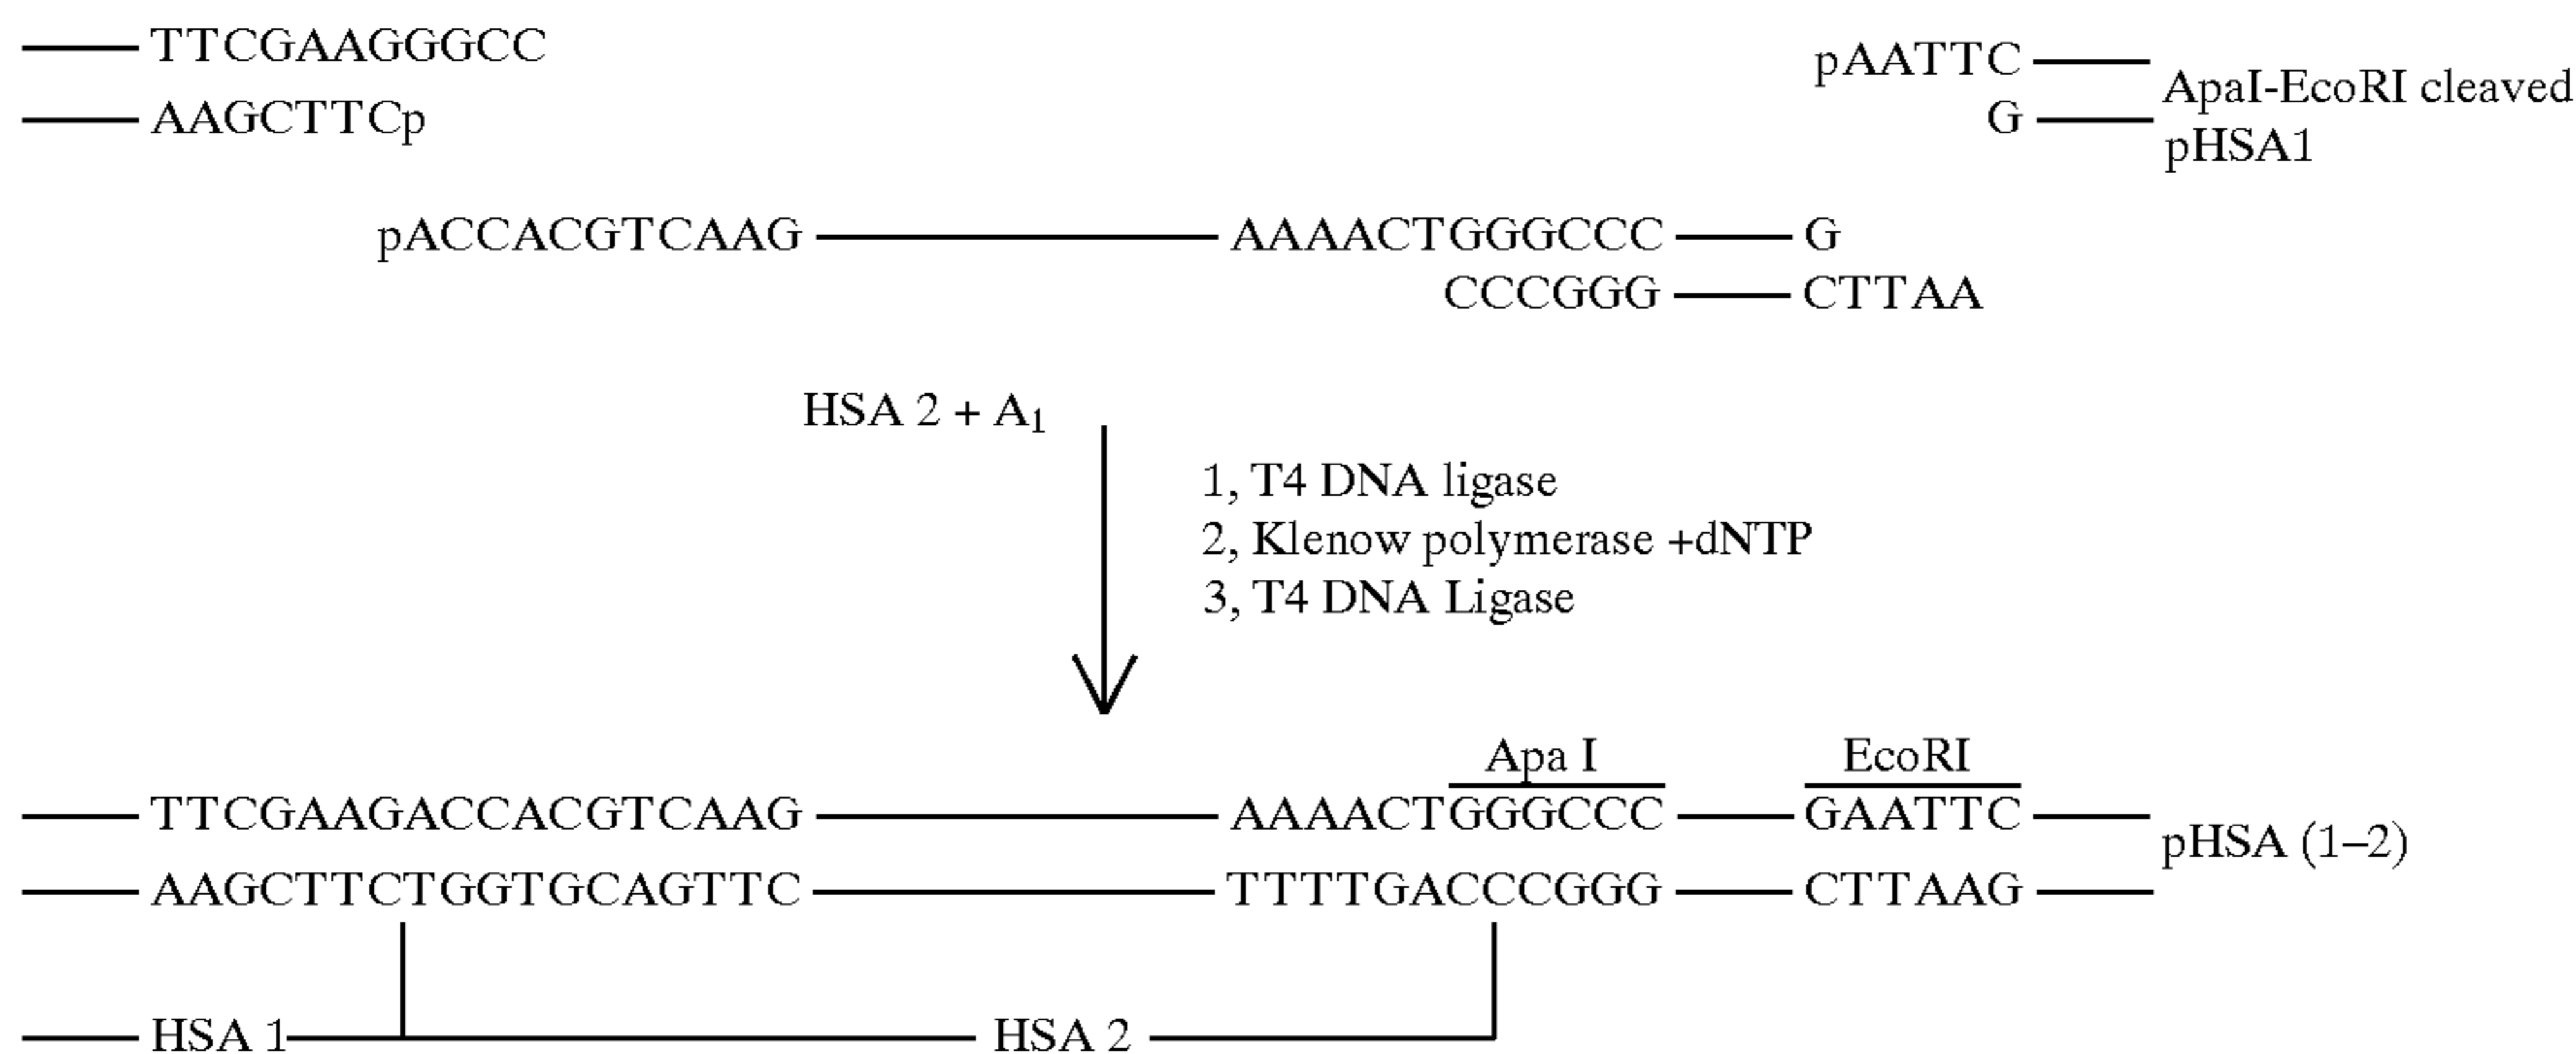 TTCGAAGGGCC
AAGCTTCp
pAATTC
G
ApaI-EcoRI cleaved
pHSA1
pACCACGTCAAG AAAACTGGGCCC G
CCCGGG CTTAA
HSA 2 + A1
1, T4 DNA ligase
2, Klenow polymerase +dNTP
3, T4 DNA Ligase
Apa I EcoRI
TTCGAAGACCACGTCAAG AAAACTGGGCCC GAATTC
AAGCTTCTGGTGCAGTTC TTTTGACCCGGG CTTAAG
pHSA (1–2)
HSA 1 HSA 2